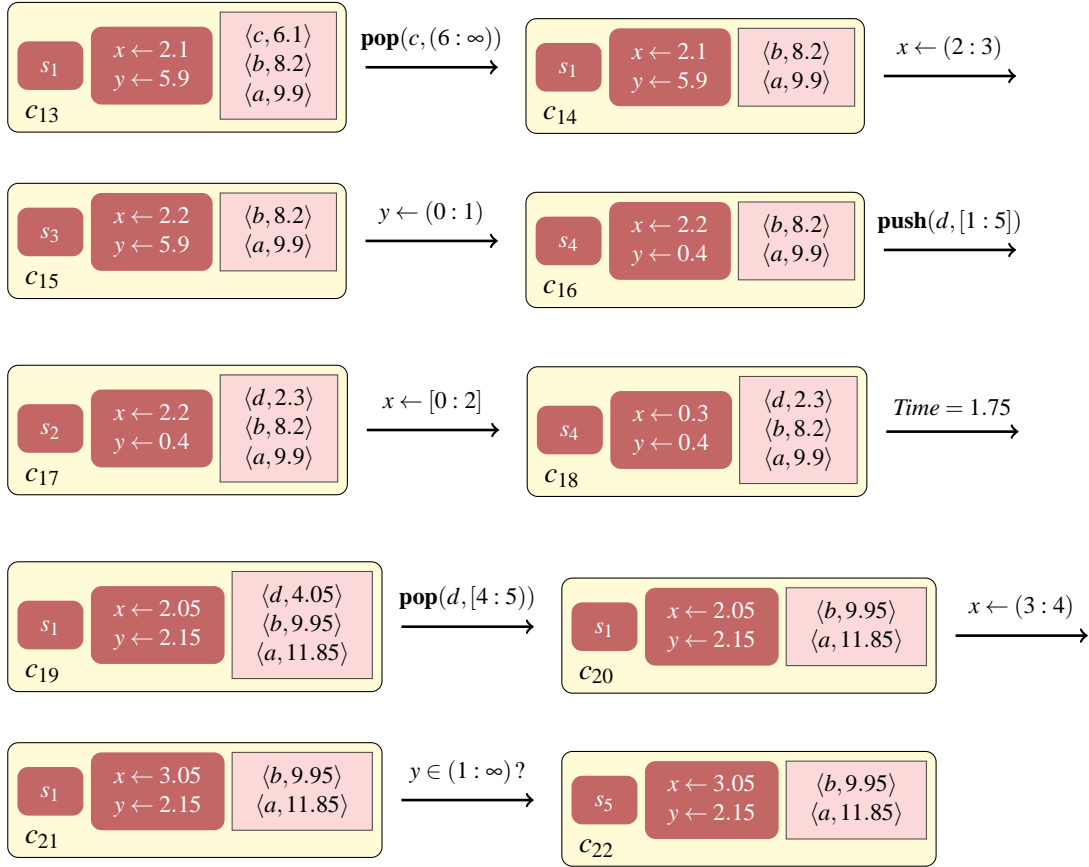 s₁ x ← 2.1 ⟨c, 6.1⟩
y ← 5.9 ⟨b, 8.2⟩
⟨a, 9.9⟩
c₁₃
pop(c, (6 : ∞))
s₁ x ← 2.1 ⟨b, 8.2⟩
y ← 5.9 ⟨a, 9.9⟩
c₁₄
x ← (2 : 3)
s₃ x ← 2.2 ⟨b, 8.2⟩
y ← 5.9 ⟨a, 9.9⟩
c₁₅
y ← (0 : 1)
s₄ x ← 2.2 ⟨b, 8.2⟩
y ← 0.4 ⟨a, 9.9⟩
c₁₆
push(d, [1 : 5])
s₂ x ← 2.2 ⟨d, 2.3⟩
y ← 0.4 ⟨b, 8.2⟩
⟨a, 9.9⟩
c₁₇
x ← [0 : 2]
s₄ x ← 0.3 ⟨d, 2.3⟩
y ← 0.4 ⟨b, 8.2⟩
⟨a, 9.9⟩
c₁₈
Time = 1.75
s₁ x ← 2.05 ⟨d, 4.05⟩
y ← 2.15 ⟨b, 9.95⟩
⟨a, 11.85⟩
c₁₉
pop(d, [4 : 5))
s₁ x ← 2.05 ⟨b, 9.95⟩
y ← 2.15 ⟨a, 11.85⟩
c₂₀
x ← (3 : 4)
s₁ x ← 3.05 ⟨b, 9.95⟩
y ← 2.15 ⟨a, 11.85⟩
c₂₁
y ∈ (1 : ∞)?
s₅ x ← 3.05 ⟨b, 9.95⟩
y ← 2.15 ⟨a, 11.85⟩
c₂₂